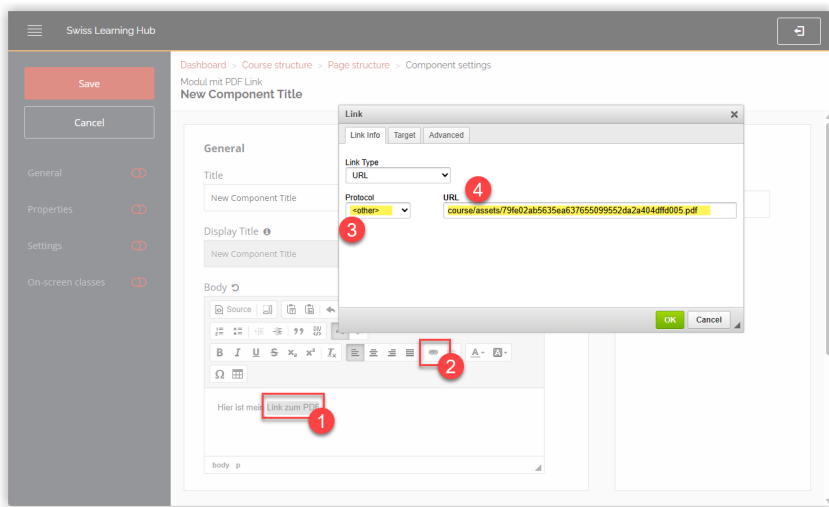 Swiss Learning Hub
Save
Cancel
General
Properties
Settings
On-screen classes
Dashboard > Course structure > Page structure > Component settings
Modul mit PDF Link
New Component Title
General
Title
New Component Title
Display Title
New Component Title
Body
Source
B I U S x₂ x² Tx
A
A
Ω
Hier ist mein Link zum PDF
1
2
body p
Link
Link Info Target Advanced
Link Type
URL
Protocol
<other>
3
URL
4
course/assets/79fe02ab5635ea637655099552da2a404dffd005.pdf
OK Cancel